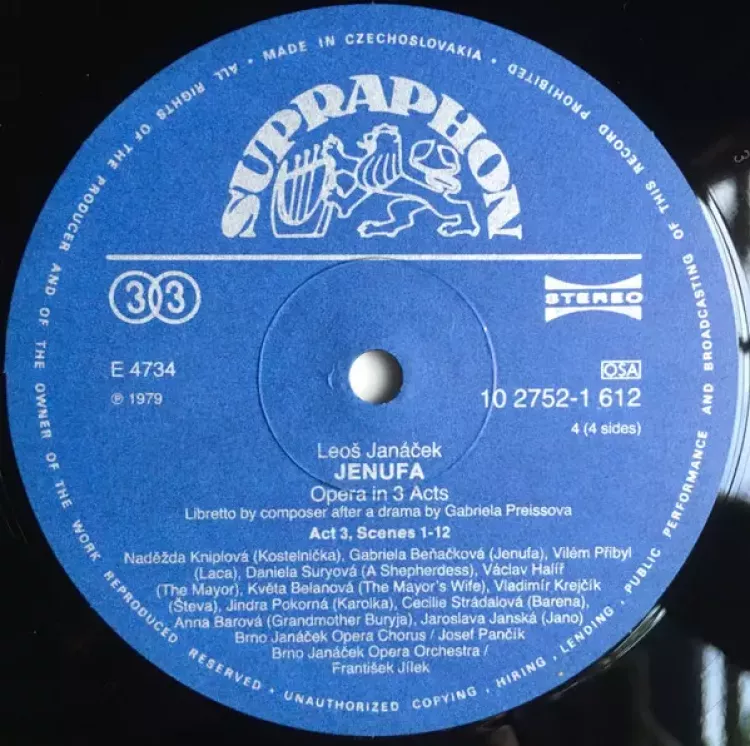 MADE IN CZECHOSLOVAKIA · ALL RIGHTS OF THE PRODUCER AND OF THE OWNER OF THE WORK REPRODUCED RESERVED · UNAUTHORIZED COPYING, HIRING, LENDING, PUBLIC PERFORMANCE AND BROADCASTING OF THIS RECORD PROHIBITED
SUPRAPHON
33
STEREO
E 4734
OSA
℗ 1979
10 2752-1 612
4 (4 sides)
Leoš Janáček
JENUFA
Opera in 3 Acts
Libretto by composer after a drama by Gabriela Preissova
Act 3, Scenes 1-12
Naděžda Kniplová (Kostelnička), Gabriela Beňačková (Jenufa), Vilém Přibyl
(Laca), Daniela Suryová (A Shepherdess), Václav Halíř
(The Mayor), Květa Belanová (The Mayor's Wife), Vladimír Krejčík
(Števa), Jindra Pokorná (Karolka), Cecilie Strádalová (Barena),
Anna Barová (Grandmother Buryja), Jaroslava Janská (Jano)
Brno Janáček Opera Chorus / Josef Pančík
Brno Janáček Opera Orchestra /
František Jílek
3